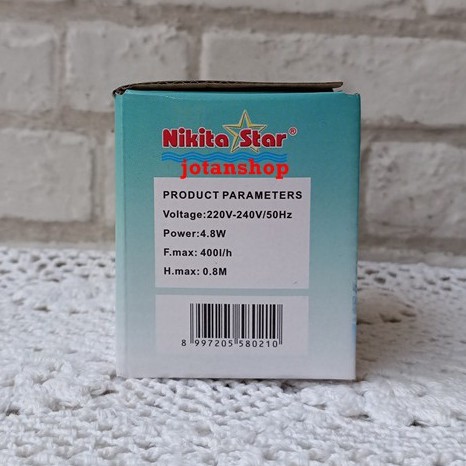 Nikita Star®
jotanshop
PRODUCT PARAMETERS
Voltage:220V-240V/50Hz
Power:4.8W
F.max: 400l/h
H.max: 0.8M
8 997205 580210